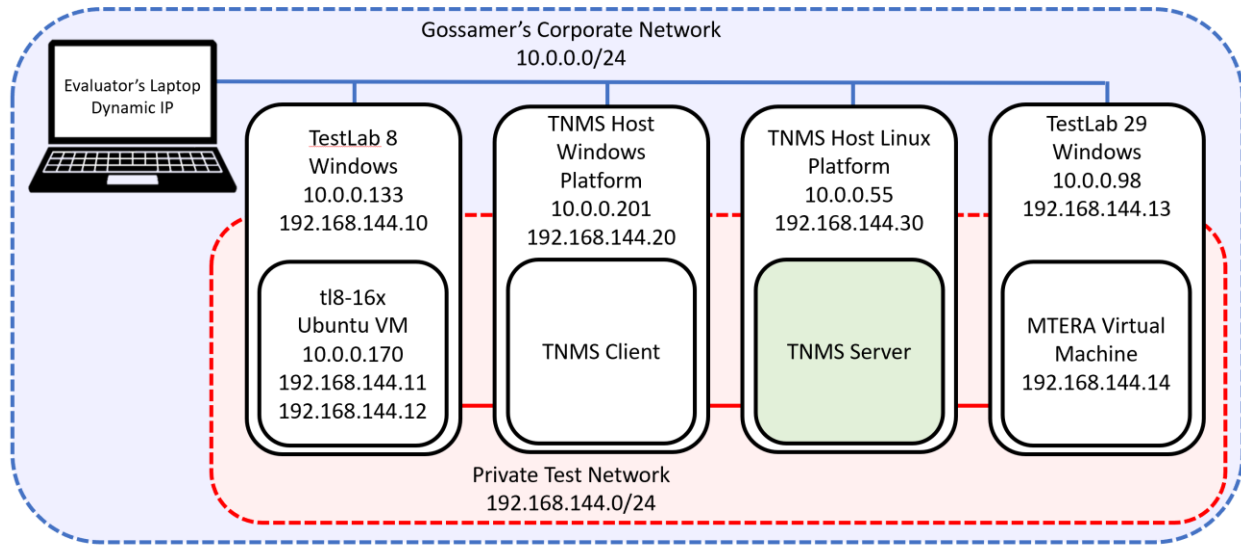 Gossamer's Corporate Network
10.0.0.0/24
Evaluator's Laptop
Dynamic IP
TestLab 8
Windows
10.0.0.133
192.168.144.10
tl8-16x
Ubuntu VM
10.0.0.170
192.168.144.11
192.168.144.12
TNMS Host
Windows
Platform
10.0.0.201
192.168.144.20
TNMS Client
TNMS Host Linux
Platform
10.0.0.55
192.168.144.30
TNMS Server
TestLab 29
Windows
10.0.0.98
192.168.144.13
MTERA Virtual
Machine
192.168.144.14
Private Test Network
192.168.144.0/24